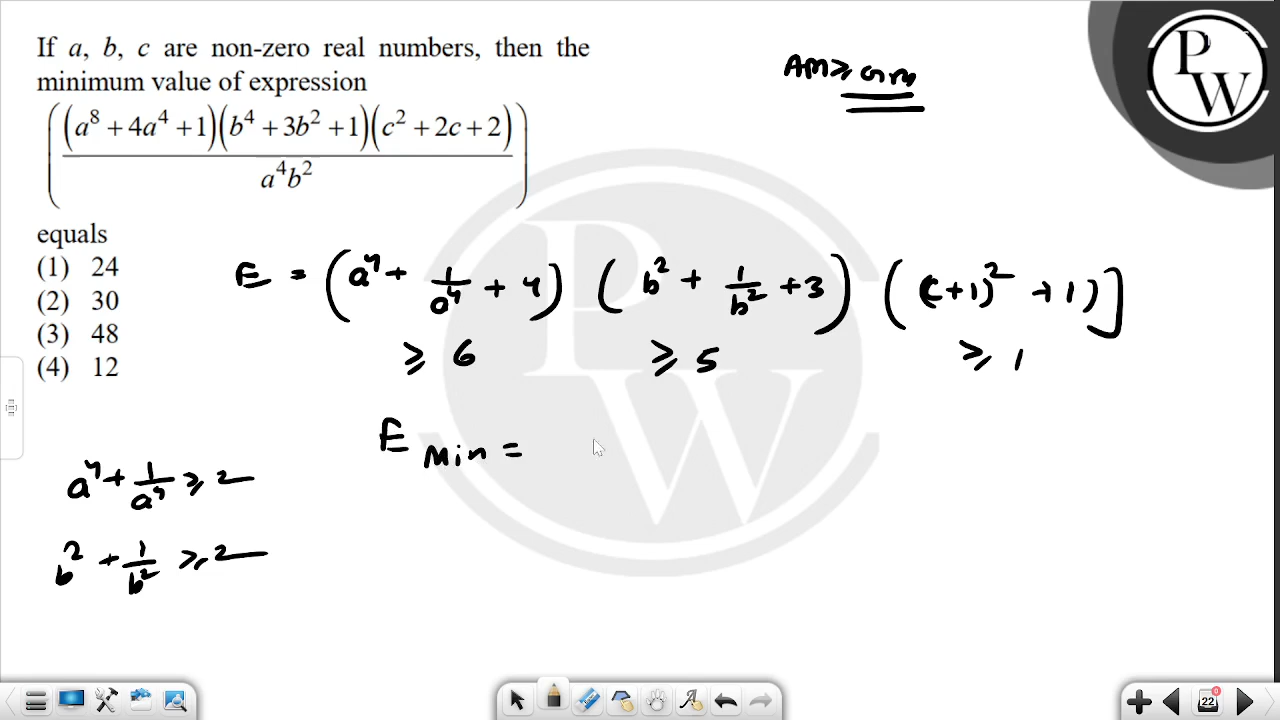 If a, b, c are non-zero real numbers, then the
minimum value of expression
((a⁸ + 4a⁴ + 1)(b⁴ + 3b² + 1)(c² + 2c + 2) / a⁴b²)
equals
(1) 24
(2) 30
(3) 48
(4) 12
AM ≥ GM
P
W
E = (a⁴ + 1/a⁴ + 4) (b² + 1/b² + 3) ((c+1)² + 1)]
≥ 6 ≥ 5 ≥ 1
E Min =
a⁴ + 1/a⁴ ≥ 2
b² + 1/b² ≥ 2
P
W
22
0